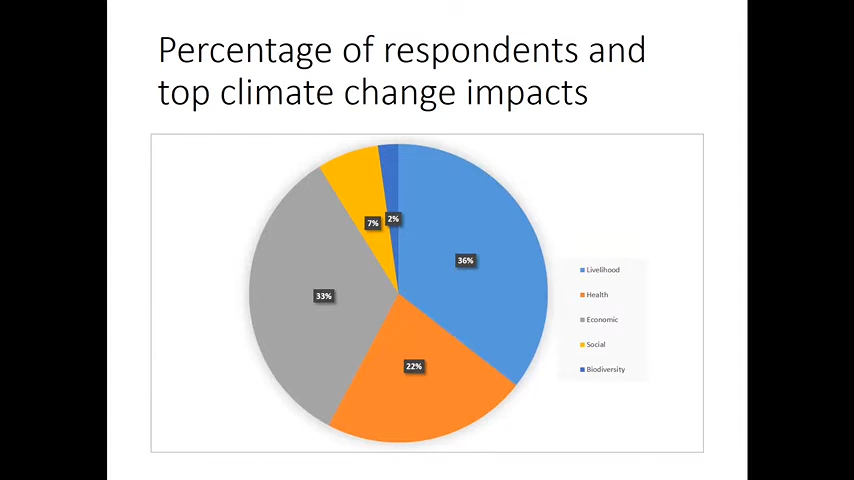 Percentage of respondents and
top climate change impacts
2%
7%
36%
33%
22%
Livelihood
Health
Economic
Social
Biodiversity